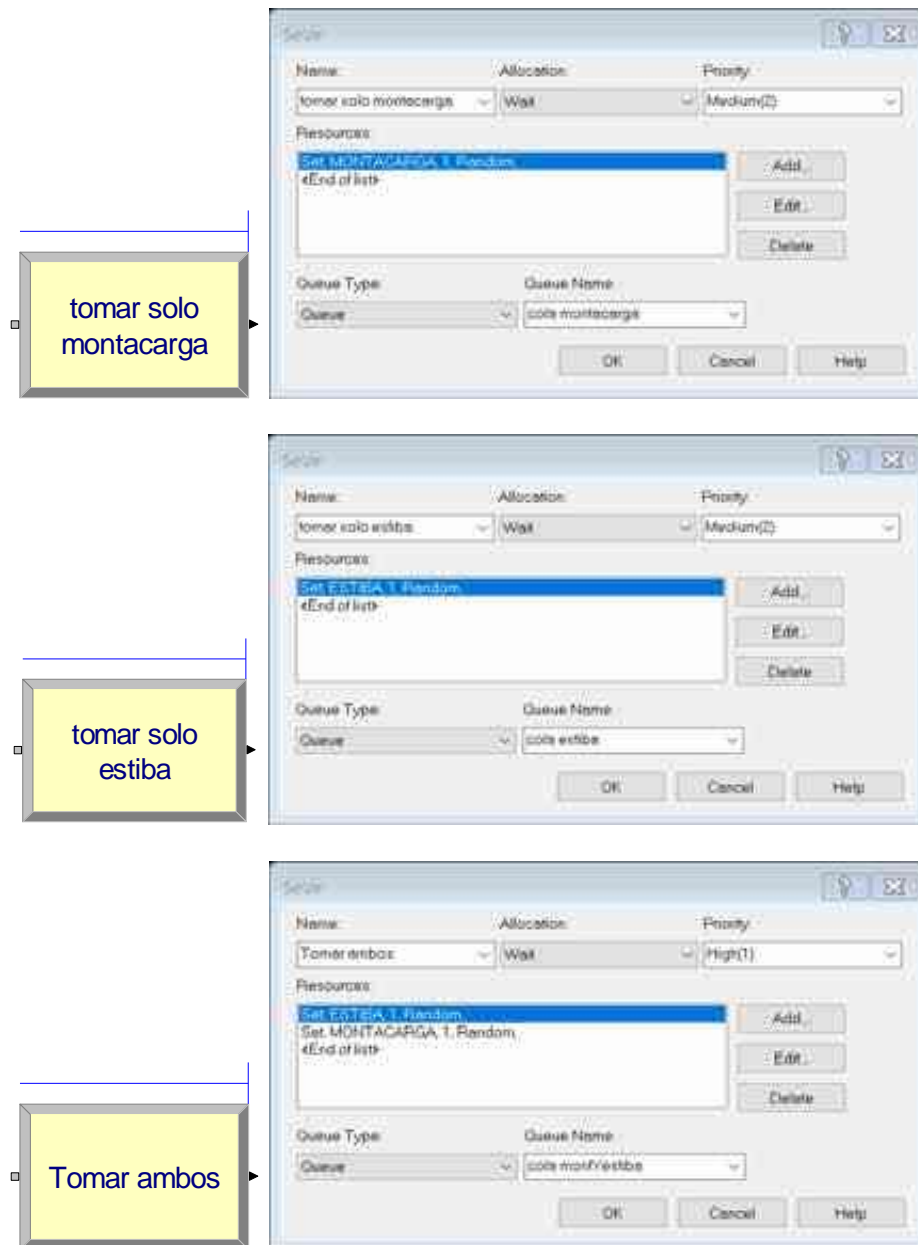 Seize
Name: Allocation: Priority:
tomar solo montacarga Wait Medium(2)
Resources:
Set, MONTACARGA, 1, Random,
<End of list>
Add...
Edit...
Delete
Queue Type: Queue Name:
Queue cola montacarga
OK Cancel Help
tomar solo
montacarga
Seize
Name: Allocation: Priority:
tomar solo estiba Wait Medium(2)
Resources:
Set, ESTIBA, 1, Random,
<End of list>
Add...
Edit...
Delete
Queue Type: Queue Name:
Queue cola estiba
OK Cancel Help
tomar solo
estiba
Seize
Name: Allocation: Priority:
Tomar ambos Wait High(1)
Resources:
Set, ESTIBA, 1, Random,
Set, MONTACARGA, 1, Random,
<End of list>
Add...
Edit...
Delete
Queue Type: Queue Name:
Queue cola
OK Cancel Help
Tomar ambos